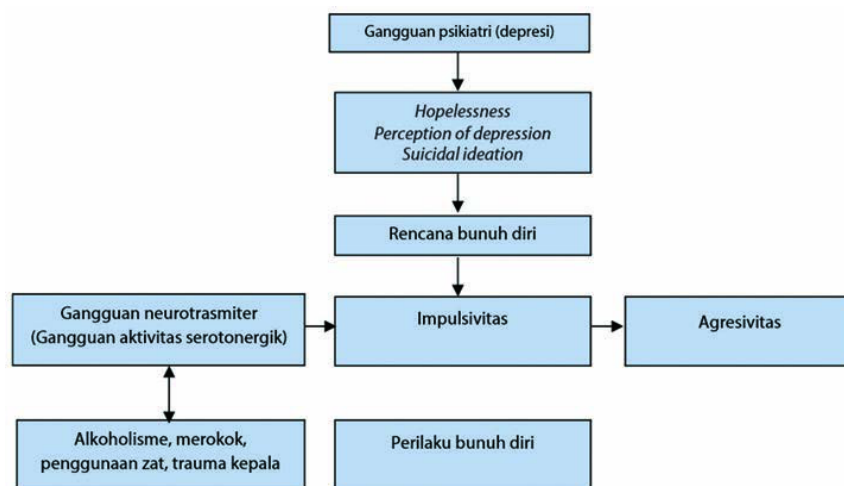 Gangguan psikiatri (depresi)
Hopelessness
Perception of depression
Suicidal ideation
Rencana bunuh diri
Gangguan neurotrasmiter
(Gangguan aktivitas serotonergik)
Impulsivitas
Agresivitas
Alkoholisme, merokok,
penggunaan zat, trauma kepala
Perilaku bunuh diri